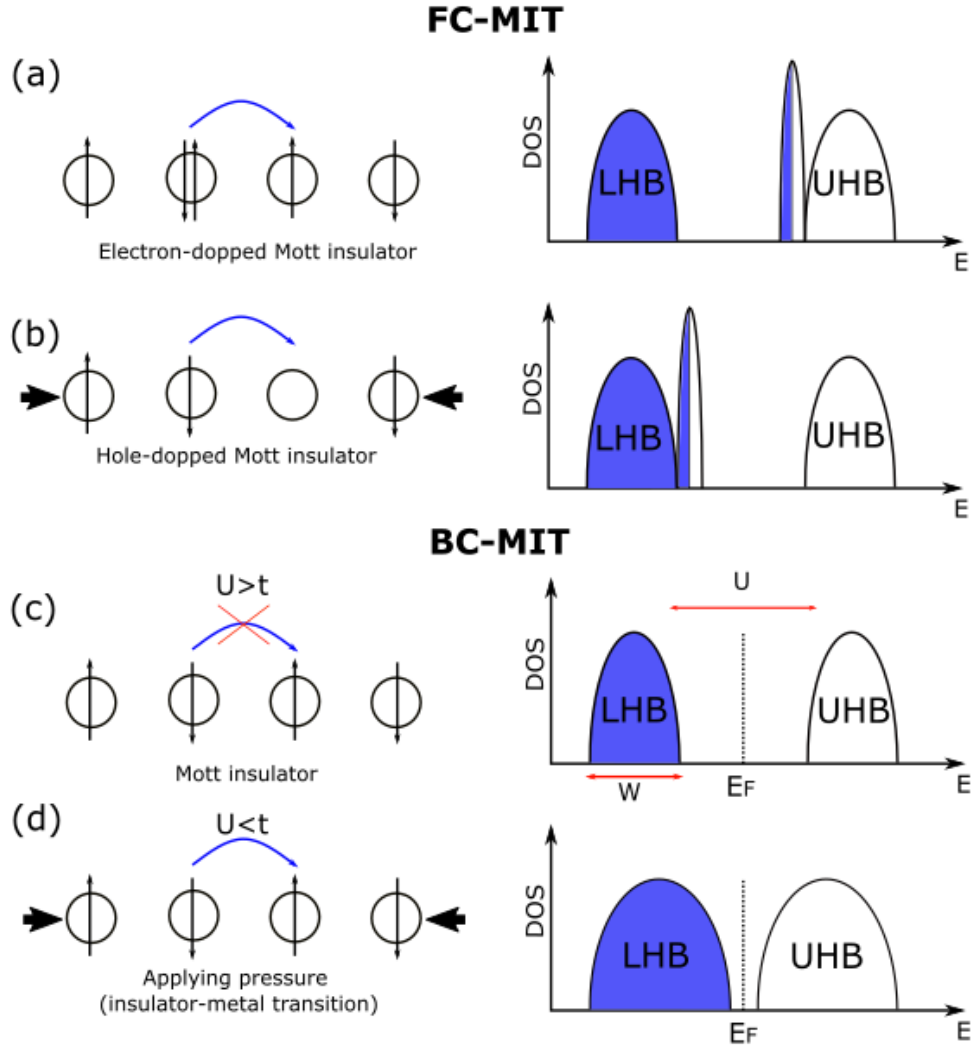 FC-MIT
(a)
DOS
LHB
UHB
E
Electron-dopped Mott insulator
(b)
DOS
LHB
UHB
E
Hole-dopped Mott insulator
BC-MIT
(c)
U>t
U
DOS
LHB
UHB
E
W
EF
Mott insulator
(d)
U<t
DOS
LHB
UHB
E
EF
Applying pressure
(insulator-metal transition)